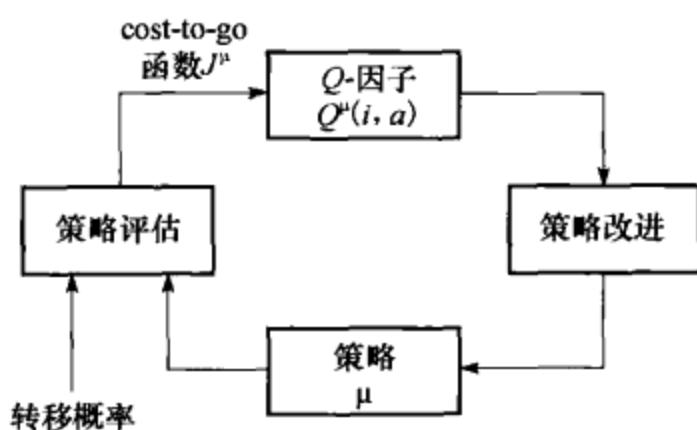 cost-to-go
函数J^μ
Q-因子
Q^μ(i, a)
策略评估
策略改进
策略
μ
转移概率